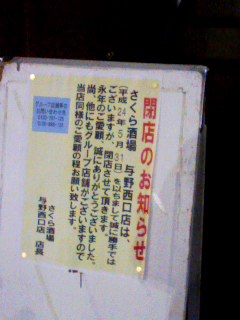 閉店のお知らせ
さくら酒場 与野西口店は、
(平成24年5月31日)を以ちまして誠に勝手では
ございますが、閉店させて頂きます。
永年のご愛顧、誠にありがとうございました。
尚、他にもグループ店舗がございますので
当店同様のご愛顧の程お願い致します。
さくら酒場
与野西口店 店長